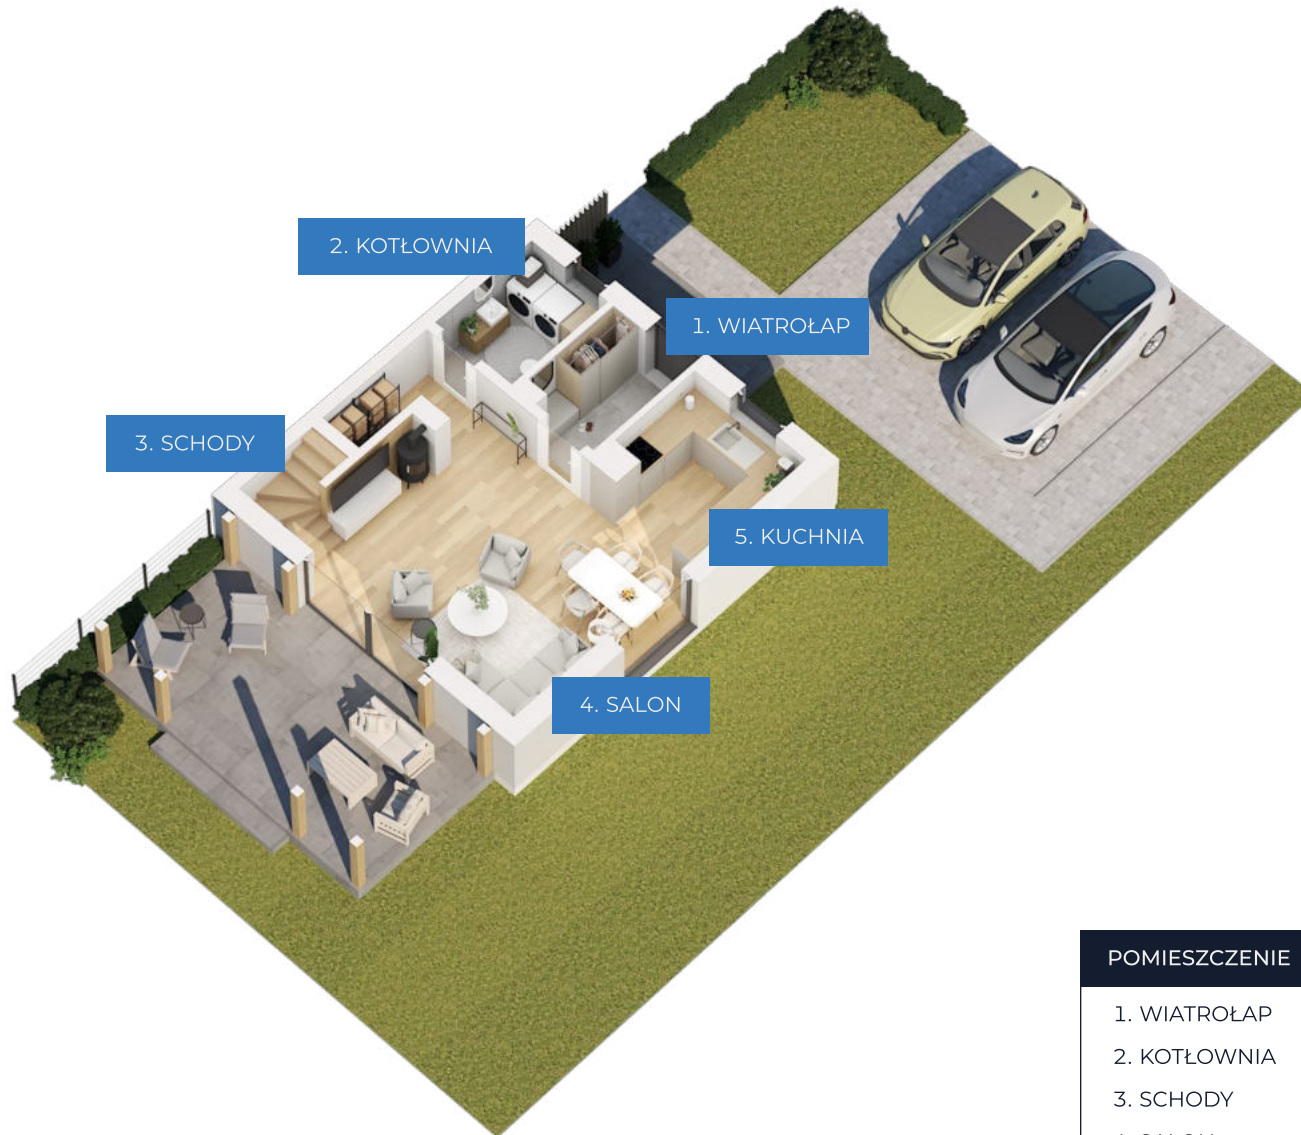 2. KOTŁOWNIA
1. WIATROŁAP
3. SCHODY
5. KUCHNIA
4. SALON
POMIESZCZENIE
1. WIATROŁAP
2. KOTŁOWNIA
3. SCHODY